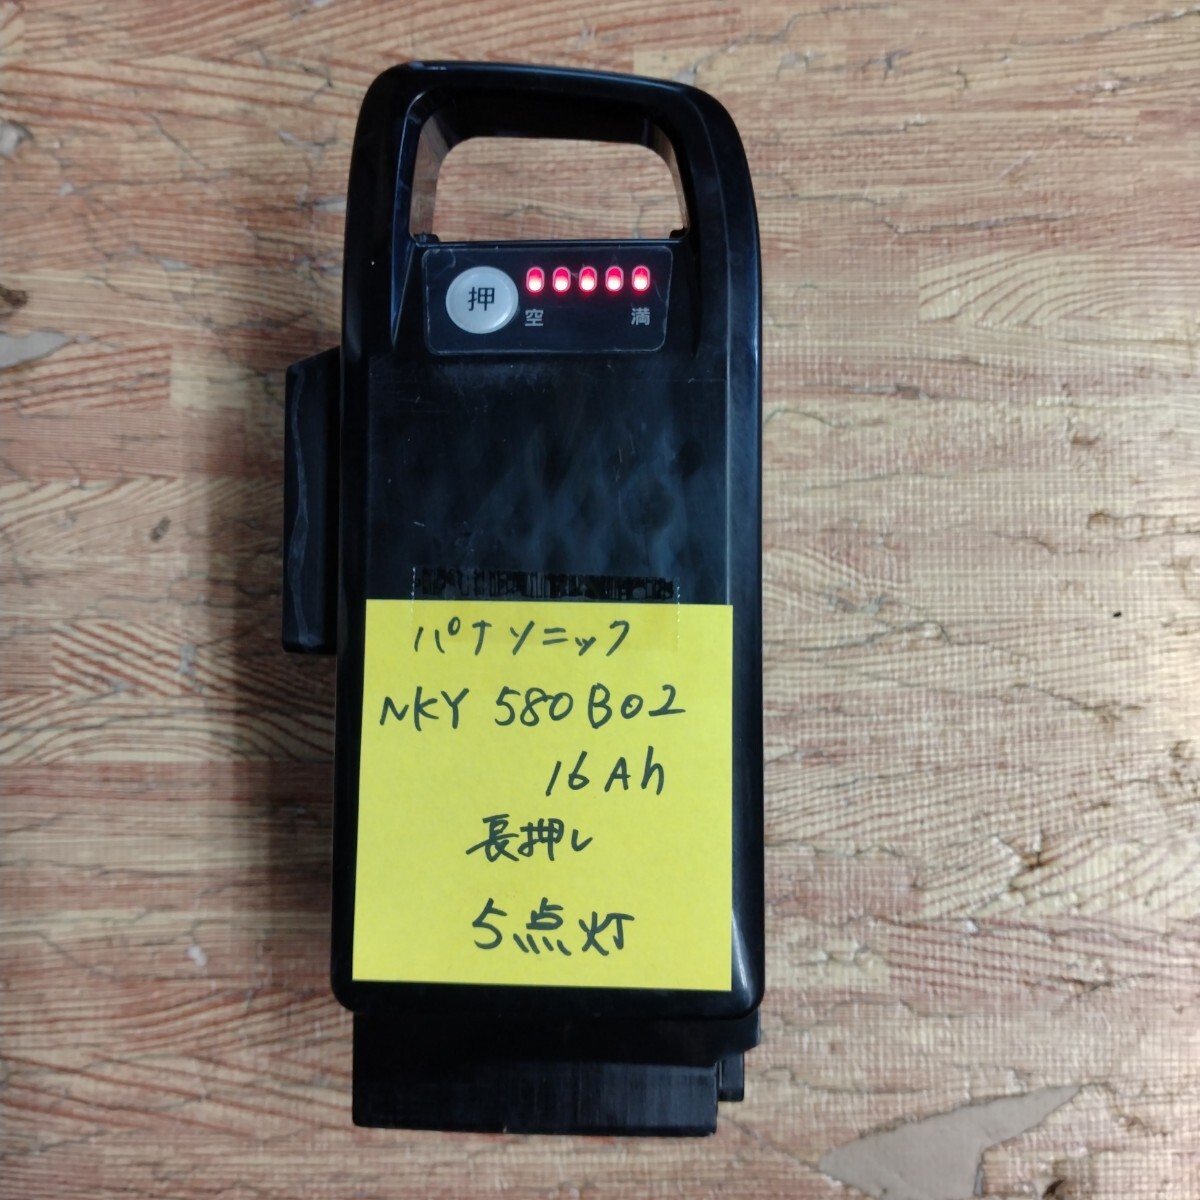 押
空 満
パナソニック
NKY 580B02
16Ah
長押し
5点灯